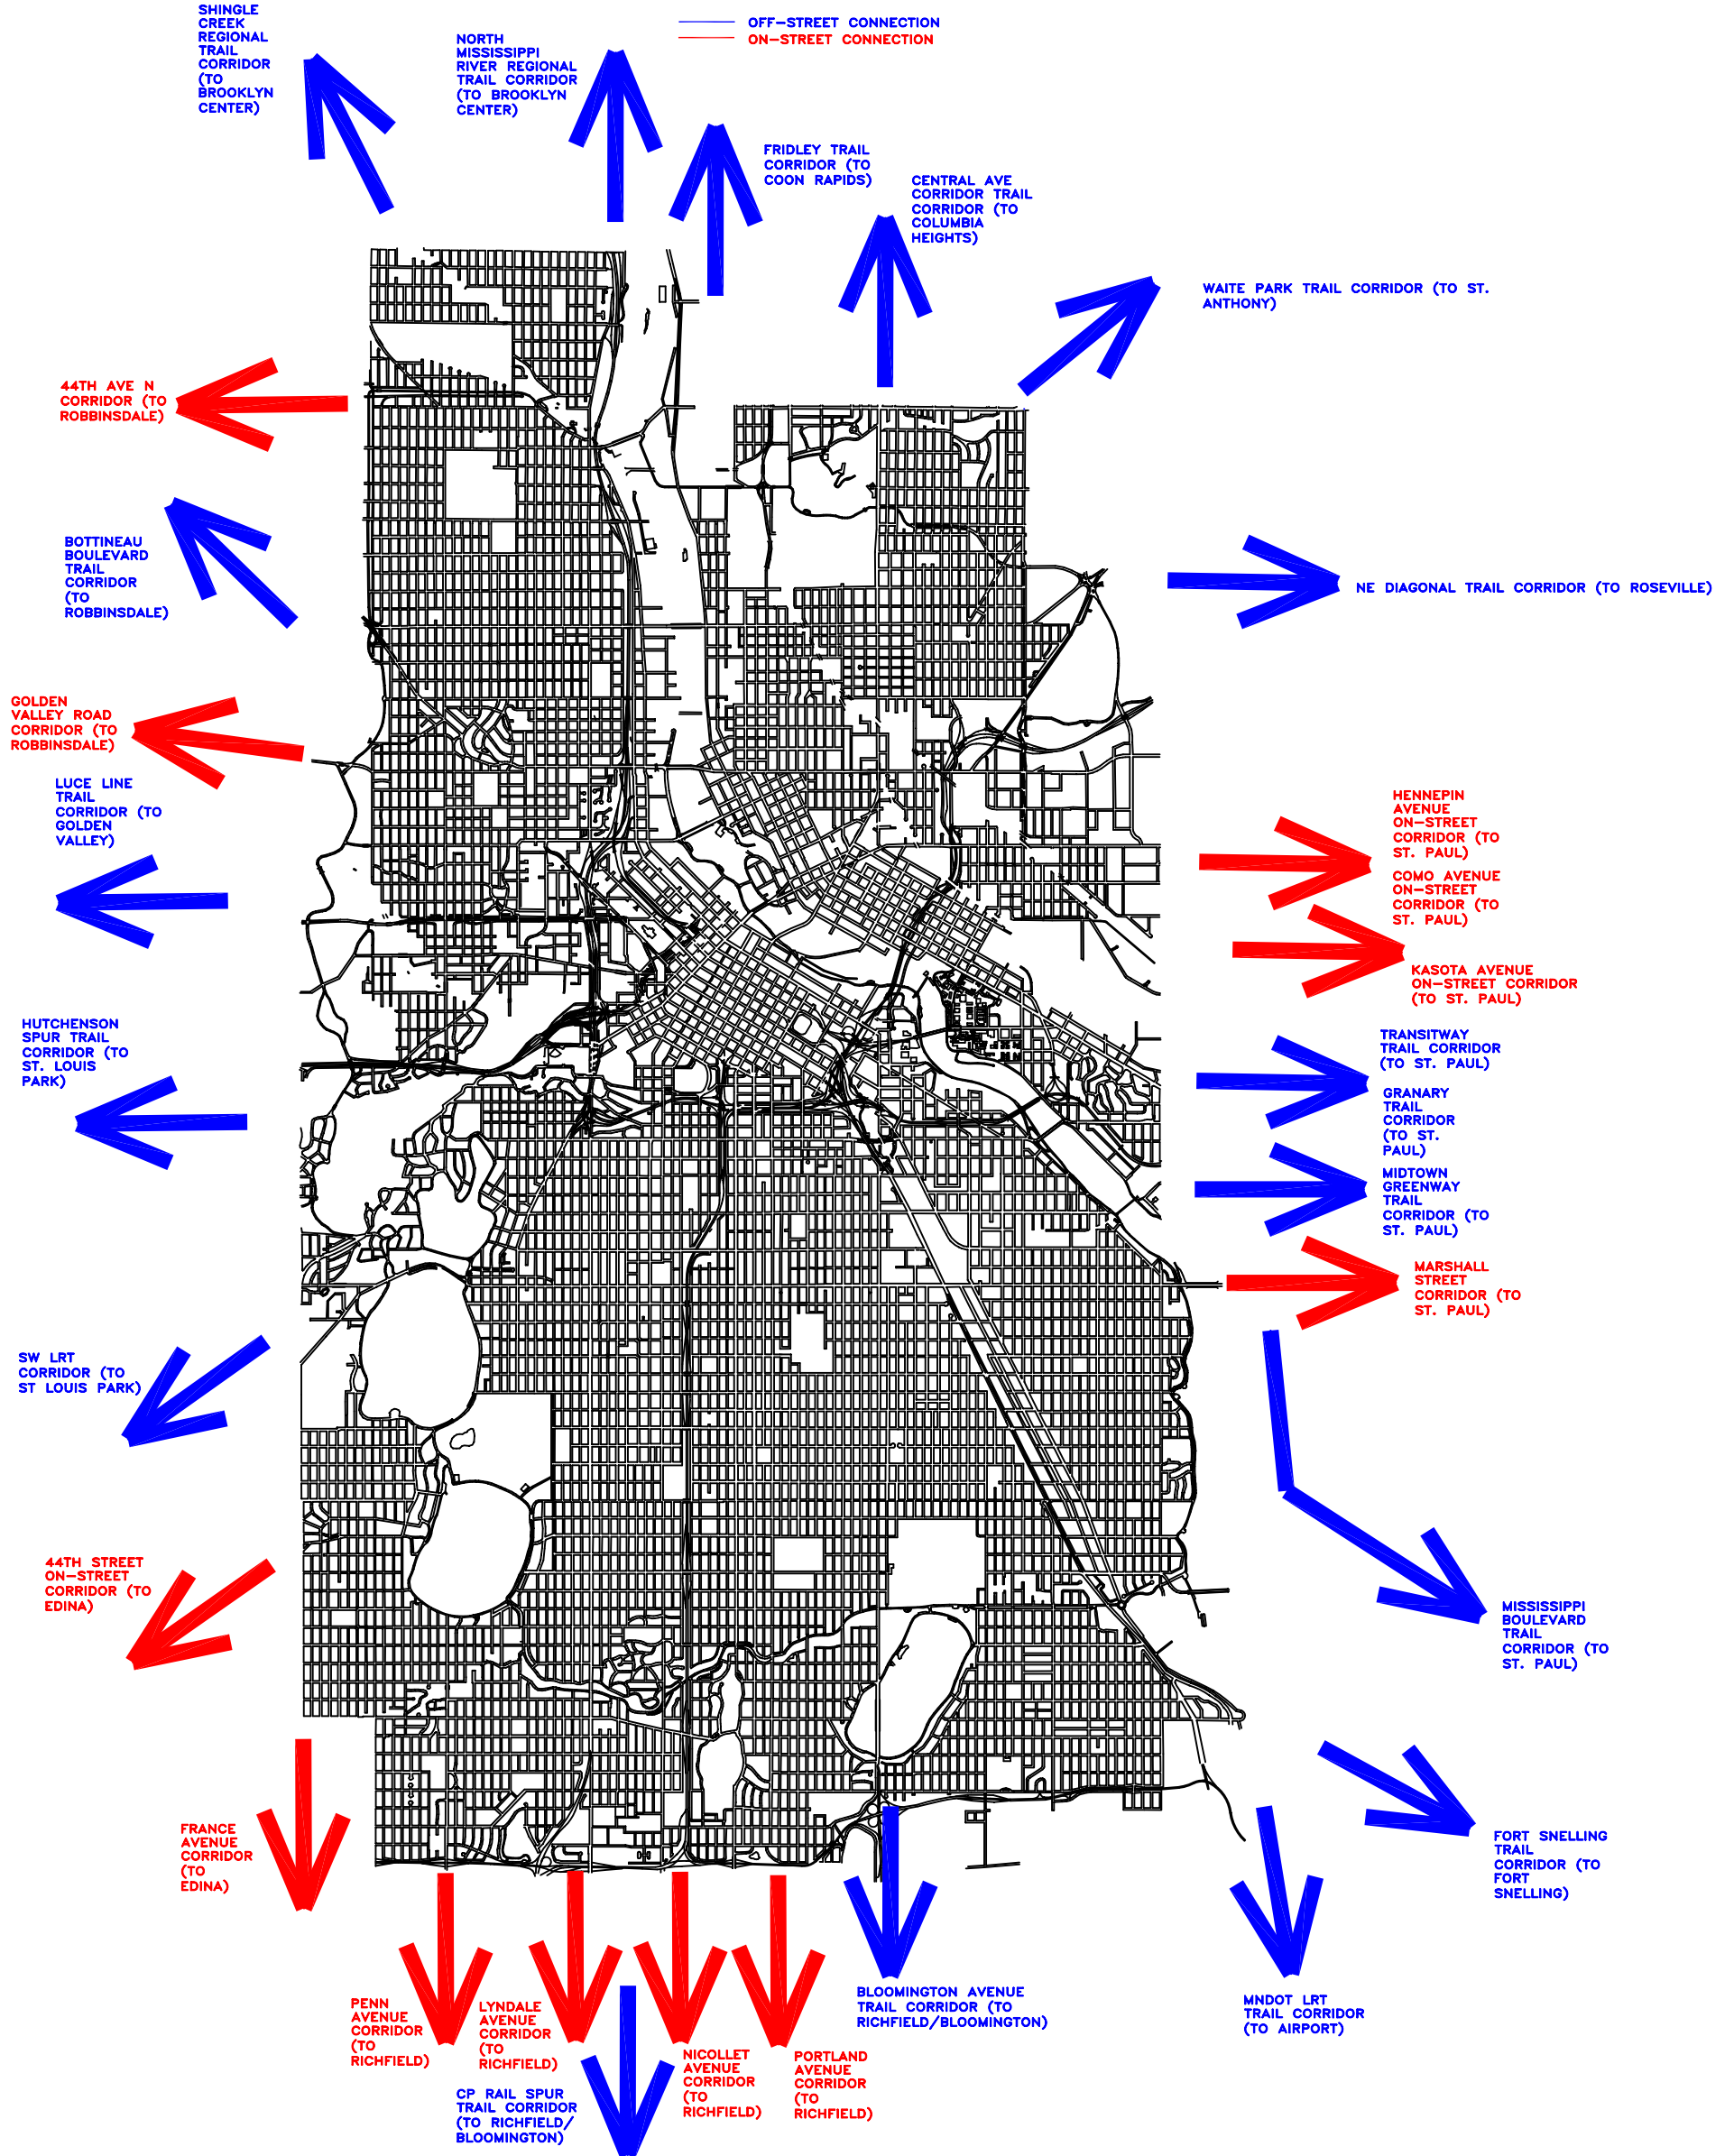 SHINGLE
CREEK
REGIONAL
TRAIL
CORRIDOR
(TO
BROOKLYN
CENTER)
NORTH
MISSISSIPPI
RIVER REGIONAL
TRAIL CORRIDOR
(TO BROOKLYN
CENTER)
OFF-STREET CONNECTION
ON-STREET CONNECTION
FRIDLEY TRAIL
CORRIDOR (TO
COON RAPIDS)
CENTRAL AVE
CORRIDOR TRAIL
CORRIDOR (TO
COLUMBIA
HEIGHTS)
WAITE PARK TRAIL CORRIDOR (TO ST.
ANTHONY)
44TH AVE N
CORRIDOR (TO
ROBBINSDALE)
BOTTINEAU
BOULEVARD
TRAIL
CORRIDOR
(TO
ROBBINSDALE)
NE DIAGONAL TRAIL CORRIDOR (TO ROSEVILLE)
GOLDEN
VALLEY ROAD
CORRIDOR (TO
ROBBINSDALE)
LUCE LINE
TRAIL
CORRIDOR (TO
GOLDEN
VALLEY)
HENNEPIN
AVENUE
ON-STREET
CORRIDOR (TO
ST. PAUL)
COMO AVENUE
ON-STREET
CORRIDOR (TO
ST. PAUL)
KASOTA AVENUE
ON-STREET CORRIDOR
(TO ST. PAUL)
HUTCHENSON
SPUR TRAIL
CORRIDOR (TO
ST. LOUIS
PARK)
TRANSITWAY
TRAIL CORRIDOR
(TO ST. PAUL)
GRANARY
TRAIL
CORRIDOR
(TO ST.
PAUL)
MIDTOWN
GREENWAY
TRAIL
CORRIDOR (TO
ST. PAUL)
MARSHALL
STREET
CORRIDOR (TO
ST. PAUL)
SW LRT
CORRIDOR (TO
ST LOUIS PARK)
44TH STREET
ON-STREET
CORRIDOR (TO
EDINA)
MISSISSIPPI
BOULEVARD
TRAIL
CORRIDOR (TO
ST. PAUL)
FRANCE
AVENUE
CORRIDOR
(TO
EDINA)
FORT SNELLING
TRAIL
CORRIDOR (TO
FORT
SNELLING)
PENN
AVENUE
CORRIDOR
(TO
RICHFIELD)
LYNDALE
AVENUE
CORRIDOR
(TO
RICHFIELD)
CP RAIL SPUR
TRAIL CORRIDOR
(TO RICHFIELD/
BLOOMINGTON)
NICOLLET
AVENUE
CORRIDOR
(TO
RICHFIELD)
PORTLAND
AVENUE
CORRIDOR
(TO
RICHFIELD)
BLOOMINGTON AVENUE
TRAIL CORRIDOR (TO
RICHFIELD/BLOOMINGTON)
MNDOT LRT
TRAIL CORRIDOR
(TO AIRPORT)